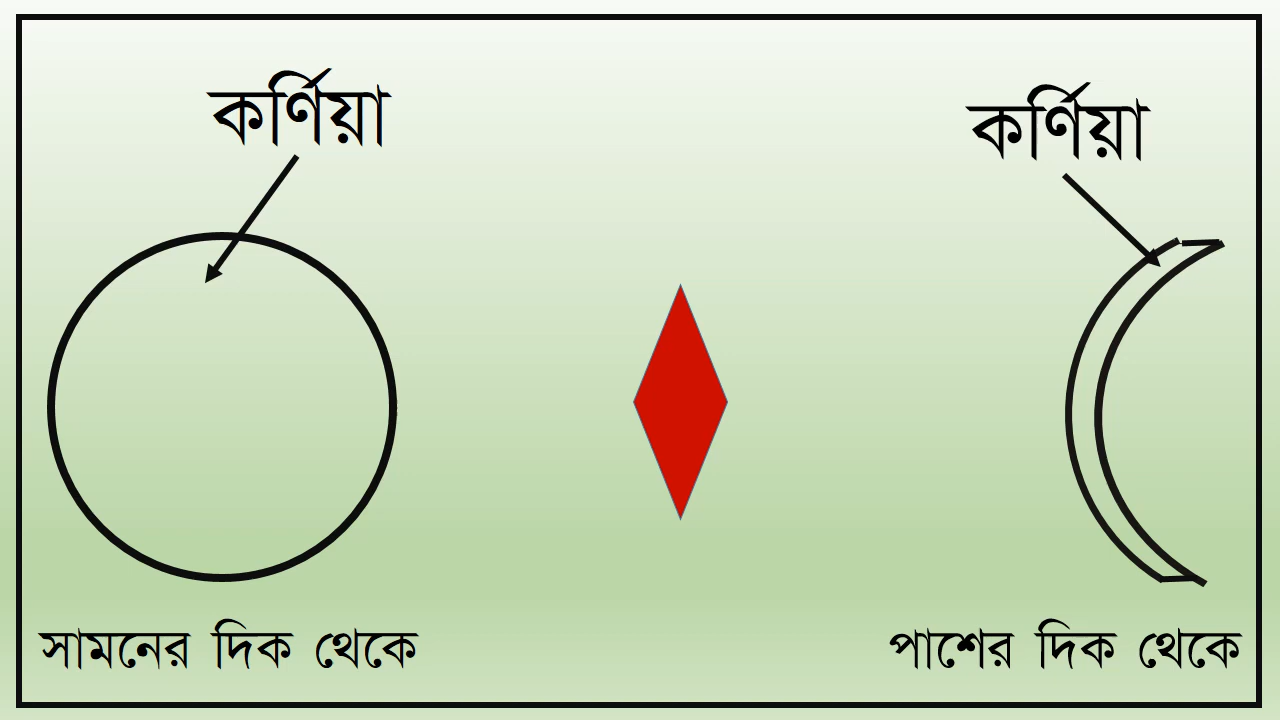 কর্ণিয়া
কর্ণিয়া
সামনের দিক থেকে
পাশের দিক থেকে